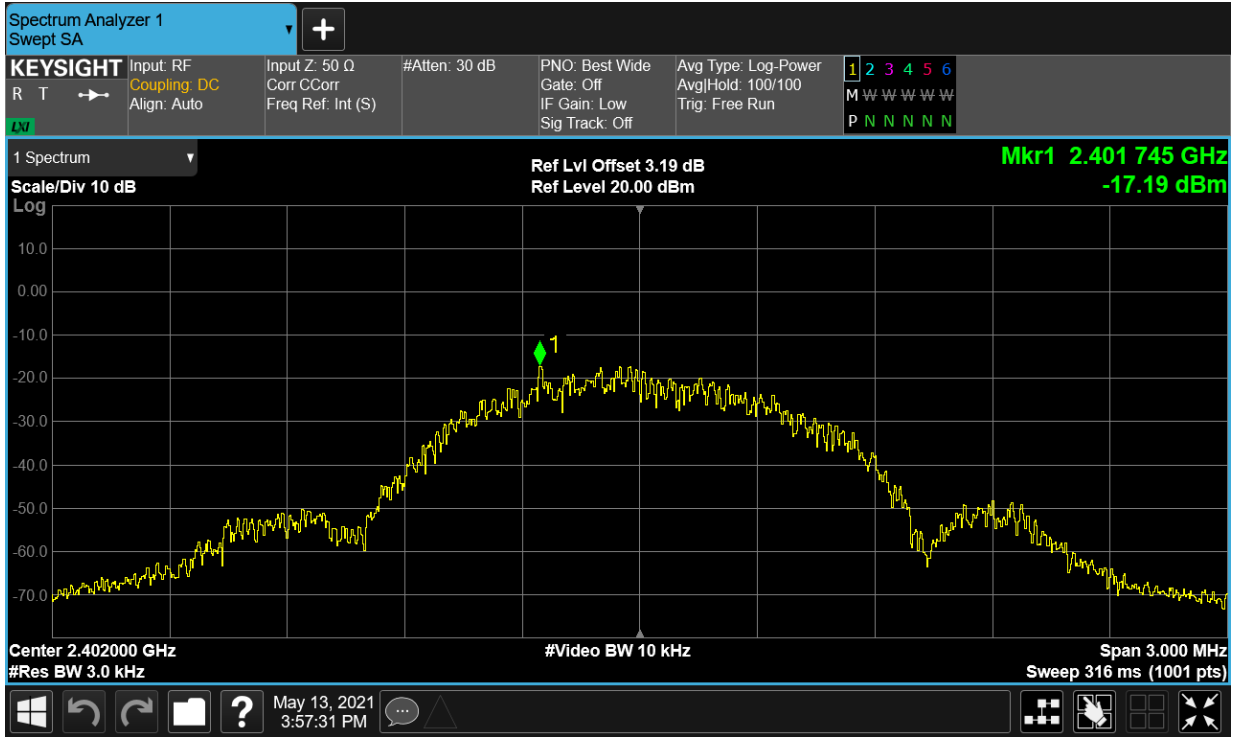 Spectrum Analyzer 1
Swept SA
+
KEYSIGHT
R T
LXI
Input: RF
Coupling: DC
Align: Auto
Input Z: 50 Ω
Corr CCorr
Freq Ref: Int (S)
#Atten: 30 dB
PNO: Best Wide
Gate: Off
IF Gain: Low
Sig Track: Off
Avg Type: Log-Power
Avg|Hold: 100/100
Trig: Free Run
1 2 3 4 5 6
M W W W W W
P N N N N N
1 Spectrum
Scale/Div 10 dB
Log
Ref Lvl Offset 3.19 dB
Ref Level 20.00 dBm
Mkr1 2.401 745 GHz
-17.19 dBm
10.0
0.00
-10.0
1
-20.0
-30.0
-40.0
-50.0
-60.0
-70.0
Center 2.402000 GHz
#Video BW 10 kHz
Span 3.000 MHz
#Res BW 3.0 kHz
Sweep 316 ms (1001 pts)
?
May 13, 2021
3:57:31 PM